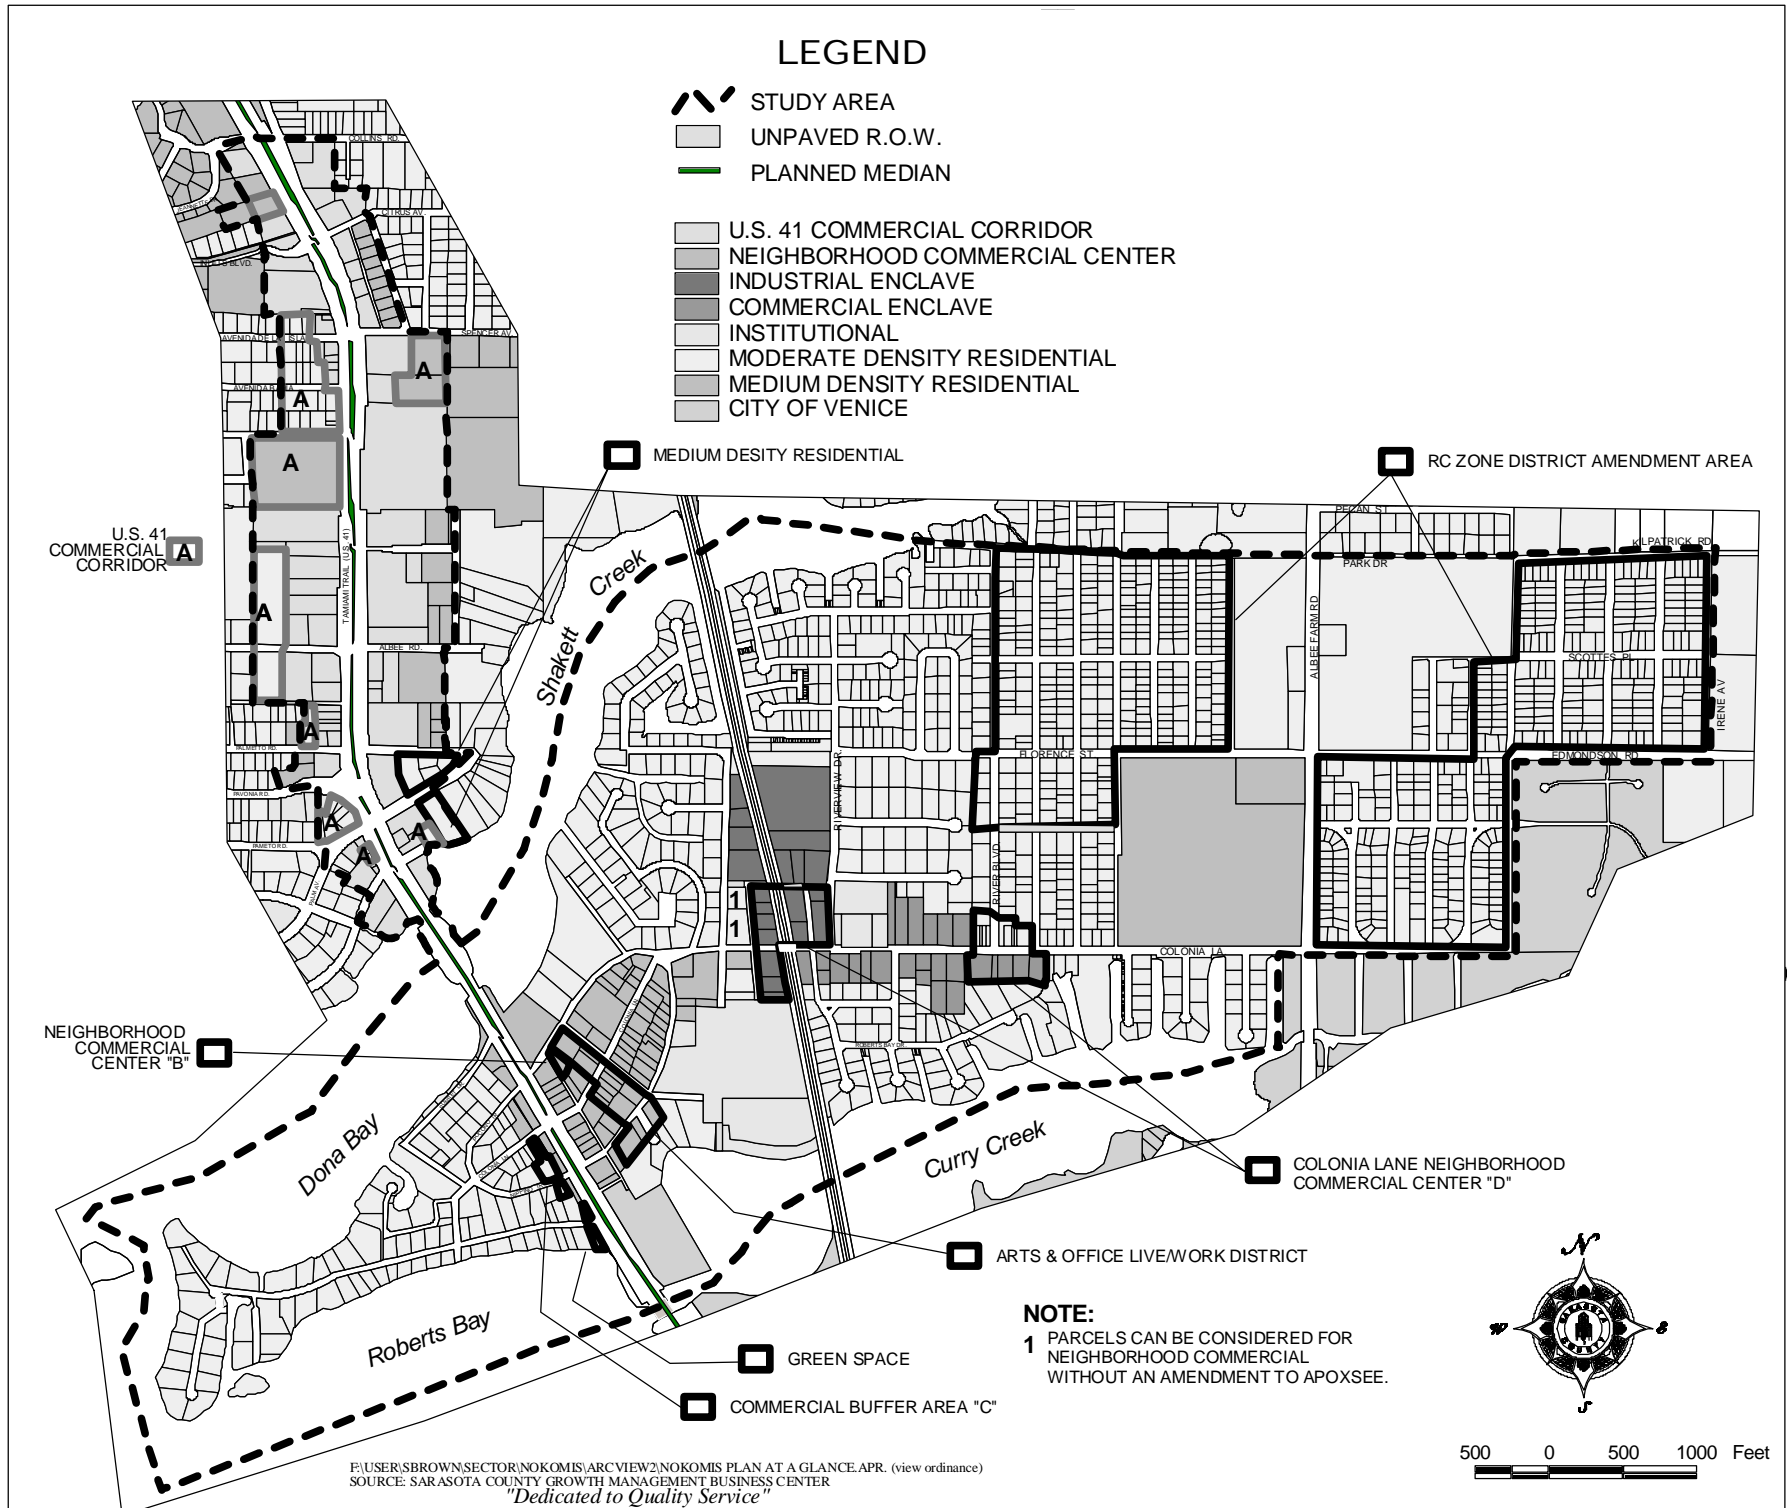 LEGEND
STUDY AREA
UNPAVED R.O.W.
PLANNED MEDIAN
U.S. 41 COMMERCIAL CORRIDOR
NEIGHBORHOOD COMMERCIAL CENTER
INDUSTRIAL ENCLAVE
COMMERCIAL ENCLAVE
INSTITUTIONAL
MODERATE DENSITY RESIDENTIAL
MEDIUM DENSITY RESIDENTIAL
CITY OF VENICE
COLLINS RD.
CITRUS AV.
SPENCER AV.
A
A
A
MEDIUM DESITY RESIDENTIAL
RC ZONE DISTRICT AMENDMENT AREA
U.S. 41
COMMERCIAL
CORRIDOR
A
TAMIAMI TRAIL (U.S. 41)
PECAN ST.
KILPATRICK RD
PARK DR
Shakett
Creek
A
ALBEE RD.
ALBEE FARM RD
SCOTTES PL
IRENE AV
A
PALMETTO RD.
FLORENCE ST
EDMONDSON RD
RIVERVIEW DR.
PAVONIA RD.
A
A
A
PALM AV.
RIVER BLVD.
1
1
COLONIA LA
NEIGHBORHOOD
COMMERCIAL
CENTER "B"
ROBERTS BAY DR.
Dona Bay
Curry Creek
COLONIA LANE NEIGHBORHOOD
COMMERCIAL CENTER "D"
ARTS & OFFICE LIVE/WORK DISTRICT
Roberts Bay
NOTE:
1 PARCELS CAN BE CONSIDERED FOR
NEIGHBORHOOD COMMERCIAL
WITHOUT AN AMENDMENT TO APOXSEE.
GREEN SPACE
COMMERCIAL BUFFER AREA "C"
N
W
E
S
SARASOTA
COUNTY
500 0 500 1000 Feet
F:\USER\SBROWN\SECTOR\NOKOMIS\ARCVIEW2\NOKOMIS PLAN AT A GLANCE.APR. (view ordinance)
SOURCE: SARASOTA COUNTY GROWTH MANAGEMENT BUSINESS CENTER
"Dedicated to Quality Service"